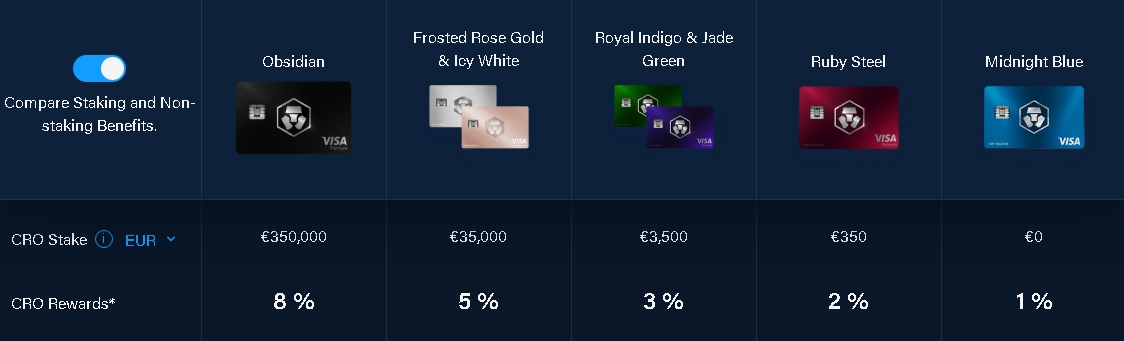 Compare Staking and Non-
staking Benefits.
Obsidian
VISA
Frosted Rose Gold
& Icy White
VISA
Royal Indigo & Jade
Green
VISA
Ruby Steel
VISA
Midnight Blue
VISA
CRO Stake i EUR
€350,000
€35,000
€3,500
€350
€0
CRO Rewards*
8 %
5 %
3 %
2 %
1 %